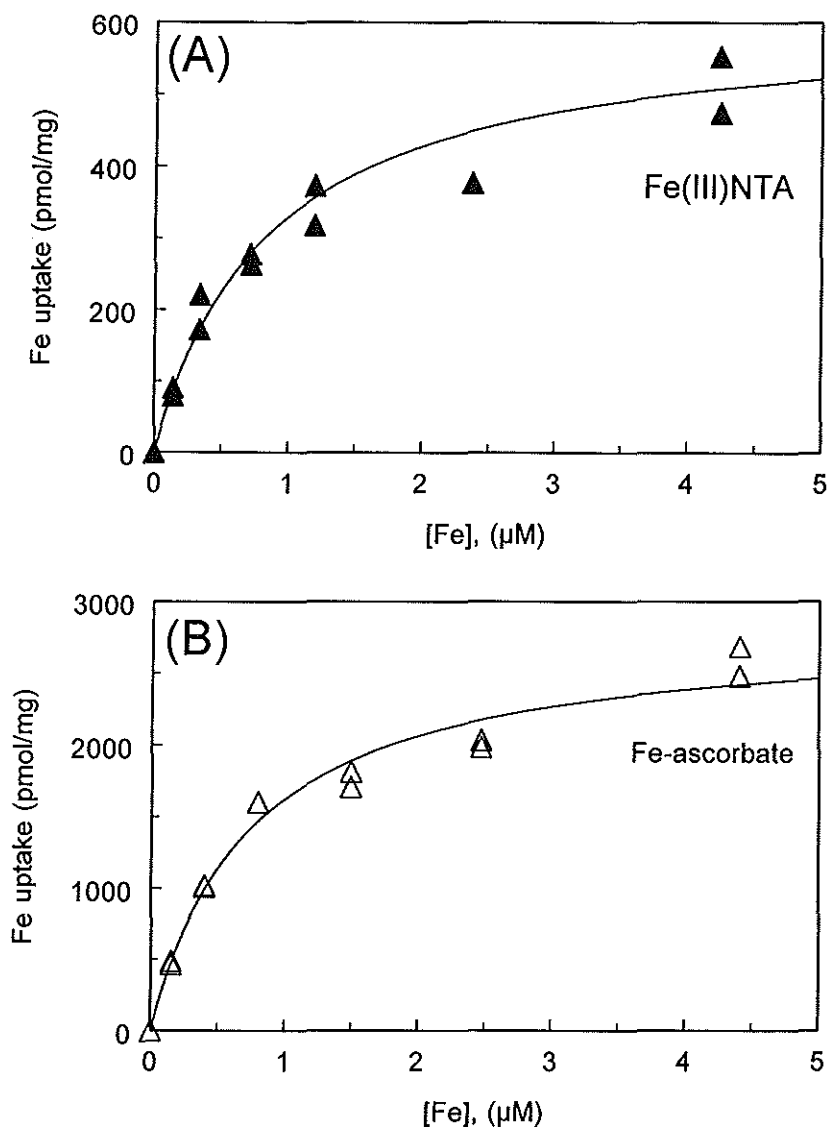 (A)
600
400
200
0
Fe uptake (pmol/mg)
Fe(III)NTA
0 1 2 3 4 5
[Fe], (µM)
(B)
3000
2000
1000
0
Fe uptake (pmol/mg)
Fe-ascorbate
0 1 2 3 4 5
[Fe], (µM)